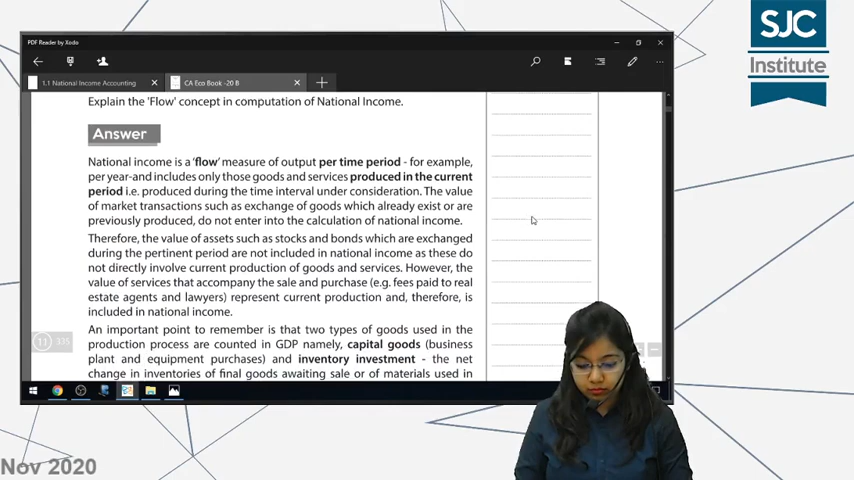 SJC
Institute
PDF Reader by Xodo
1.1 National Income Accounting
CA Eco Book -20 B
Explain the 'Flow' concept in computation of National Income.
Answer
National income is a 'flow' measure of output per time period - for example,
per year-and includes only those goods and services produced in the current
period i.e. produced during the time interval under consideration. The value
of market transactions such as exchange of goods which already exist or are
previously produced, do not enter into the calculation of national income.
Therefore, the value of assets such as stocks and bonds which are exchanged
during the pertinent period are not included in national income as these do
not directly involve current production of goods and services. However, the
value of services that accompany the sale and purchase (e.g. fees paid to real
estate agents and lawyers) represent current production and, therefore, is
included in national income.
An important point to remember is that two types of goods used in the
production process are counted in GDP namely, capital goods (business
plant and equipment purchases) and inventory investment - the net
change in inventories of final goods awaiting sale or of materials used in
11 335
Nov 2020